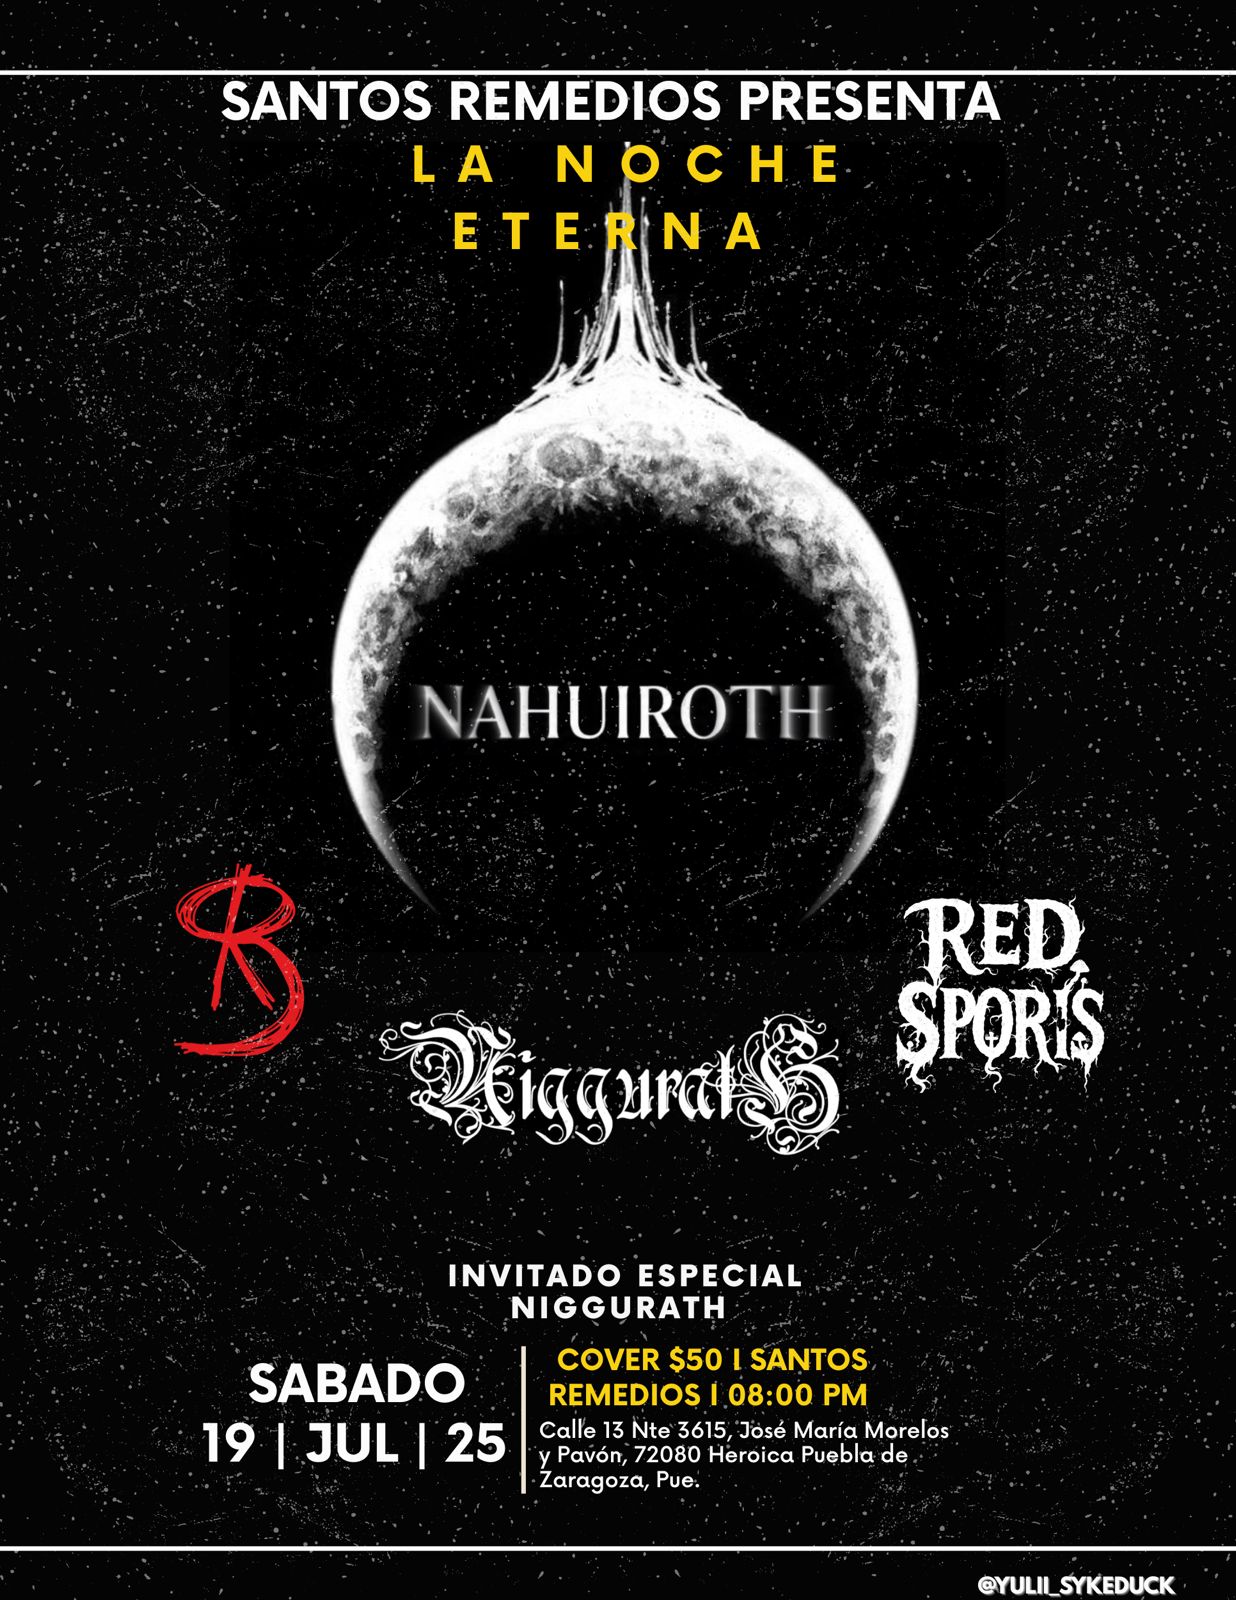 SANTOS REMEDIOS PRESENTA
LA NOCHE
ETERNA
NAHUIROTH
RED
SPORTS
NigguratH
INVITADO ESPECIAL
NIGGURATH
SABADO
19 | JUL | 25
COVER $50 | SANTOS
REMEDIOS | 08:00 PM
Calle 13 Nte 3615, José María Morelos
y Pavón, 72080 Heroica Puebla de
Zaragoza, Pue.
@YULII_SYKEDUCK